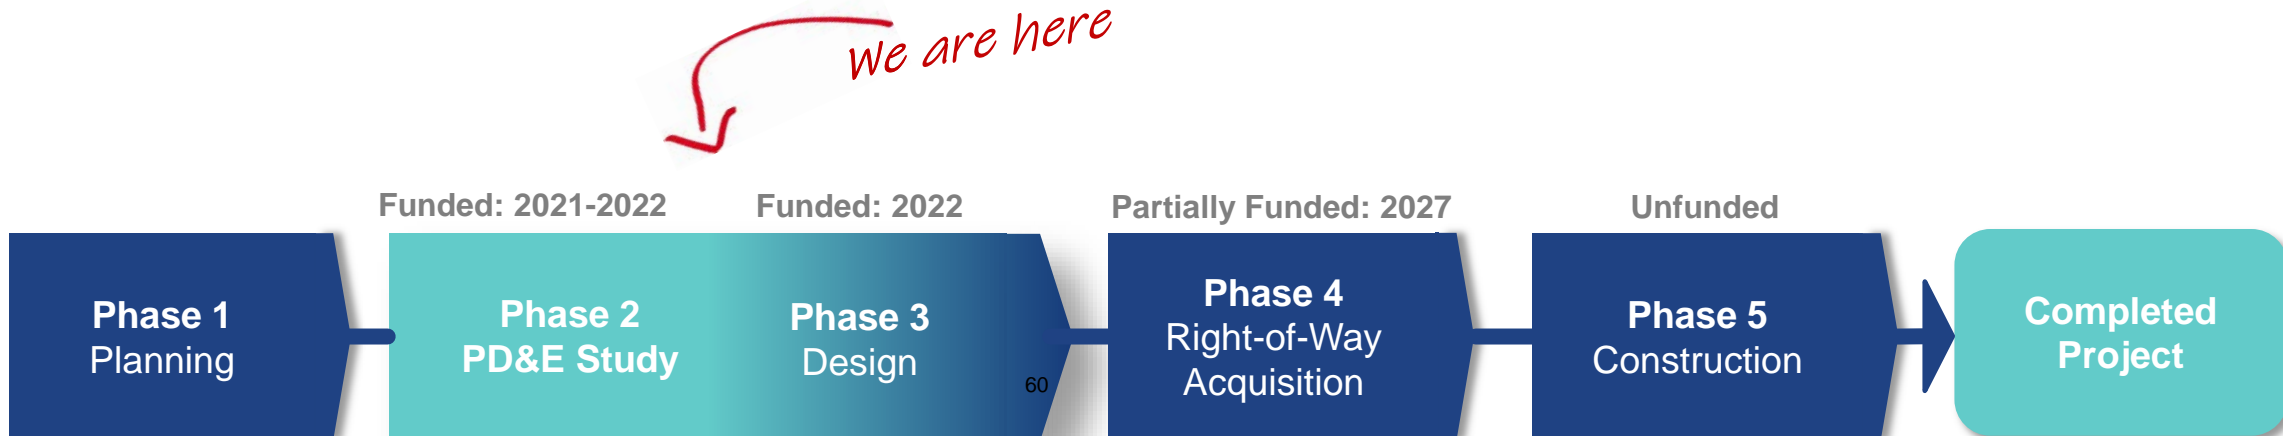 We are here
Funded: 2021-2022
Funded: 2022
Partially Funded: 2027
Unfunded
Phase 1
Planning
Phase 2
PD&E Study
Phase 3
Design
60
Phase 4
Right-of-Way
Acquisition
Phase 5
Construction
Completed
Project